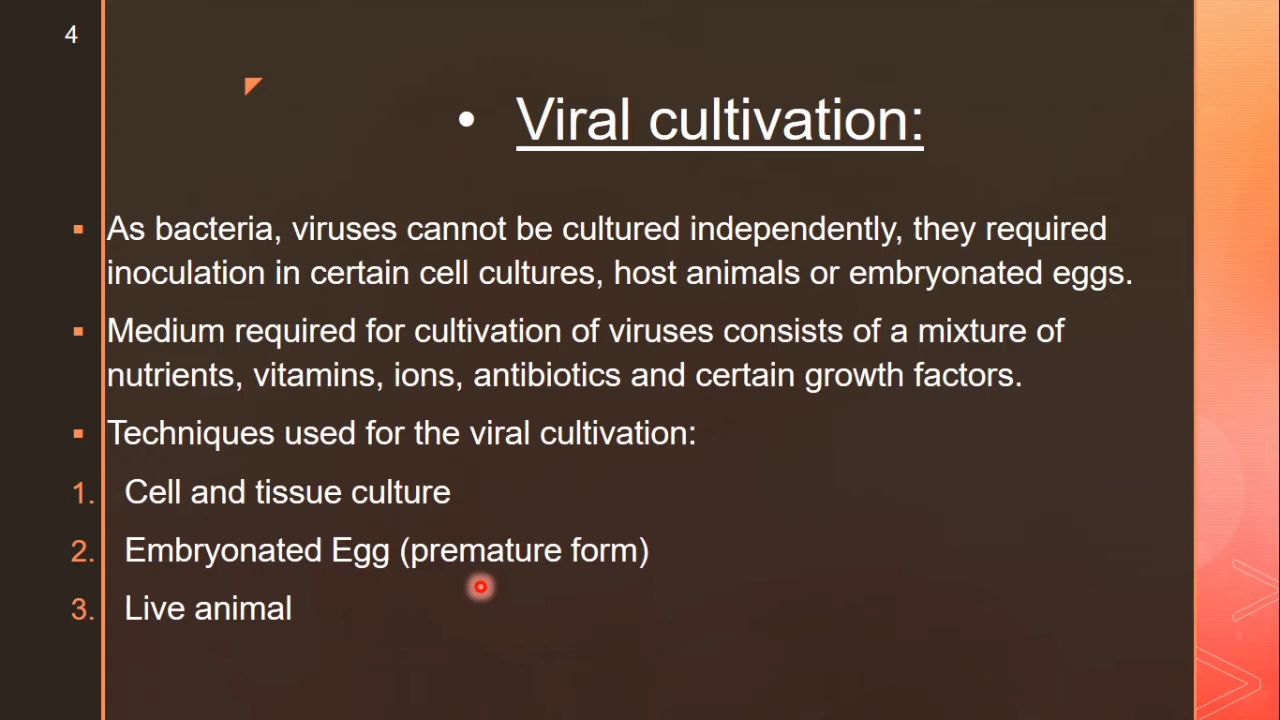 4
• Viral cultivation:
▪ As bacteria, viruses cannot be cultured independently, they required
inoculation in certain cell cultures, host animals or embryonated eggs.
▪ Medium required for cultivation of viruses consists of a mixture of
nutrients, vitamins, ions, antibiotics and certain growth factors.
▪ Techniques used for the viral cultivation:
1. Cell and tissue culture
2. Embryonated Egg (premature form)
3. Live animal